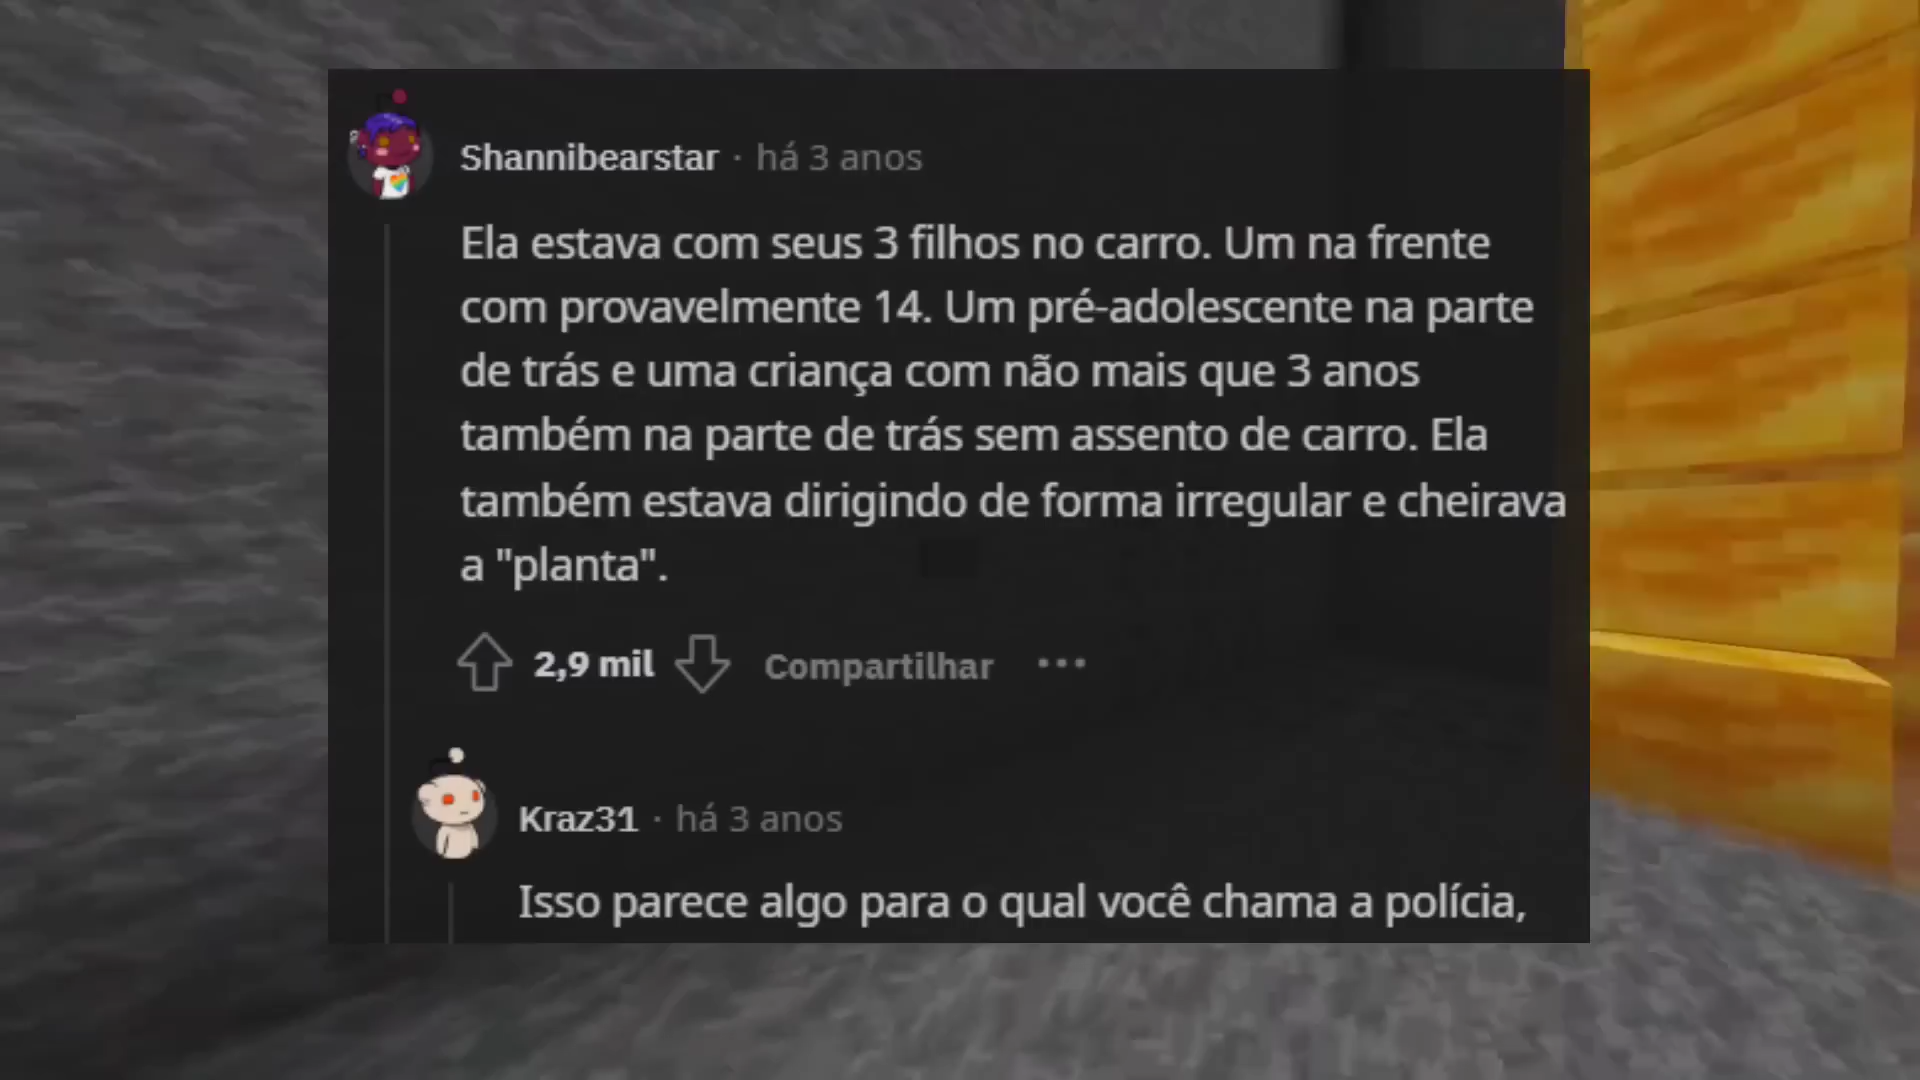 Shannibearstar · há 3 anos
Ela estava com seus 3 filhos no carro. Um na frente
com provavelmente 14. Um pré-adolescente na parte
de trás e uma criança com não mais que 3 anos
também na parte de trás sem assento de carro. Ela
também estava dirigindo de forma irregular e cheirava
a "planta".
2,9 mil Compartilhar ···
Kraz31 · há 3 anos
Isso parece algo para o qual você chama a polícia,